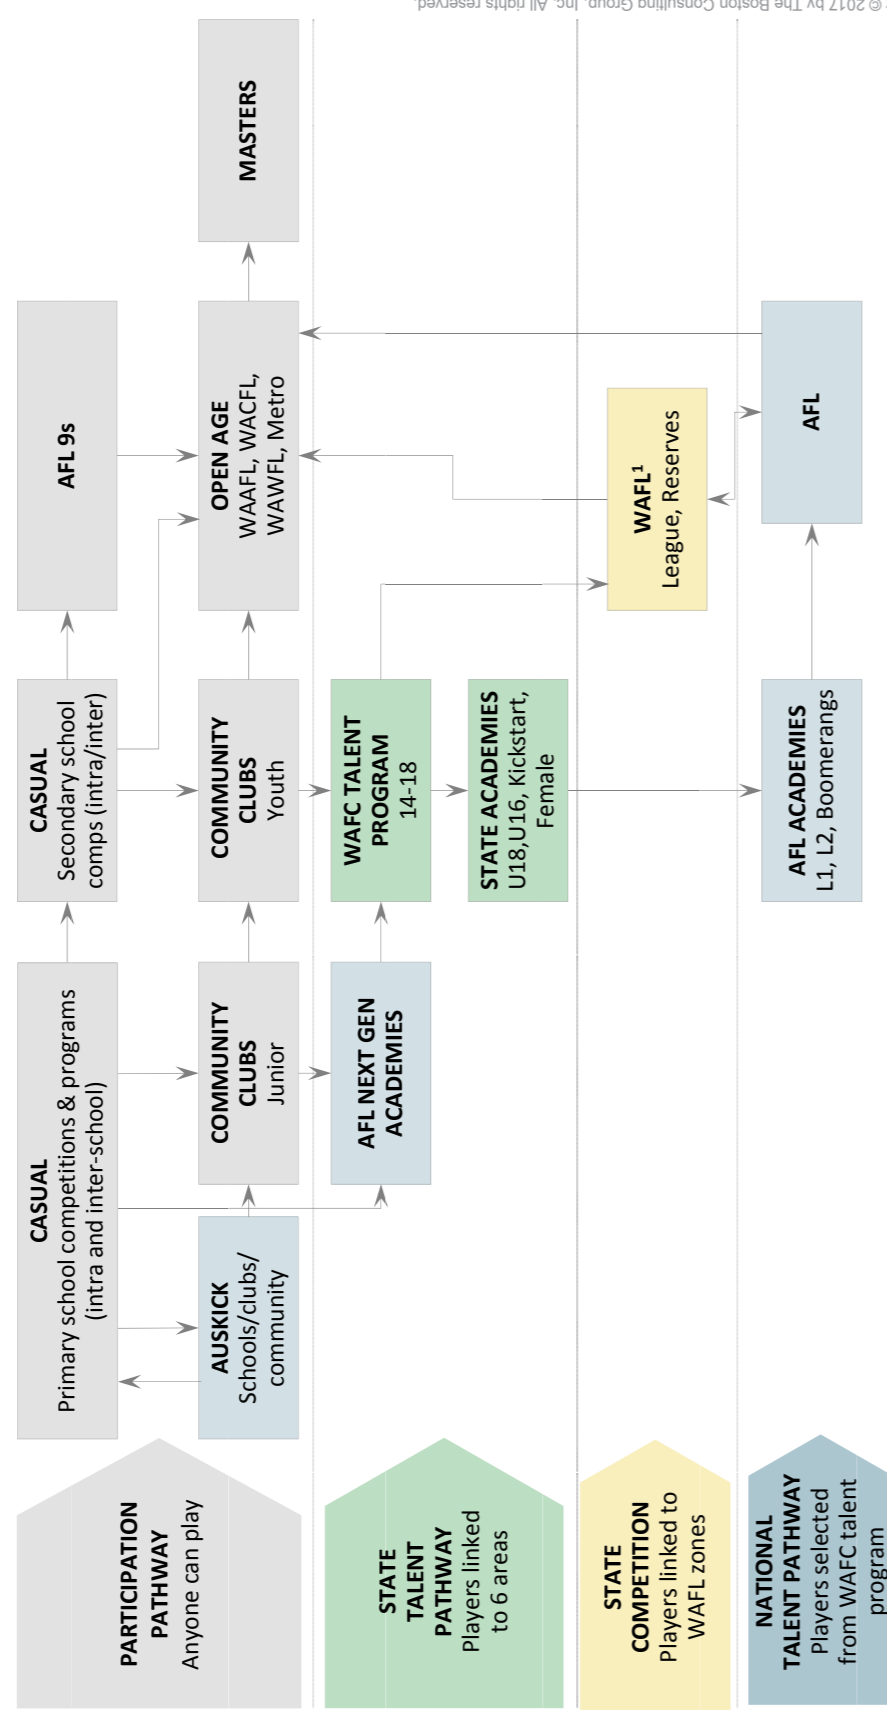 PARTICIPATION
PATHWAY
Anyone can play
CASUAL
Primary school competitions & programs
(intra and inter-school)
CASUAL
Secondary school
comps (intra/inter)
AFL 9s
AUSKICK
Schools/clubs/
community
COMMUNITY
CLUBS
Junior
COMMUNITY
CLUBS
Youth
OPEN AGE
WAAFL, WACFL,
WAWFL, Metro
MASTERS
STATE
TALENT
PATHWAY
Players linked
to 6 areas
AFL NEXT GEN
ACADEMIES
WAFC TALENT
PROGRAM
14-18
STATE ACADEMIES
U18,U16, Kickstart,
Female
STATE
COMPETITION
Players linked to
WAFL zones
WAFL¹
League, Reserves
NATIONAL
TALENT PATHWAY
Players selected
from WAFC talent
program
AFL ACADEMIES
L1, L2, Boomerangs
AFL
© 2017 by The Boston Consulting Group, Inc. All rights reserved.